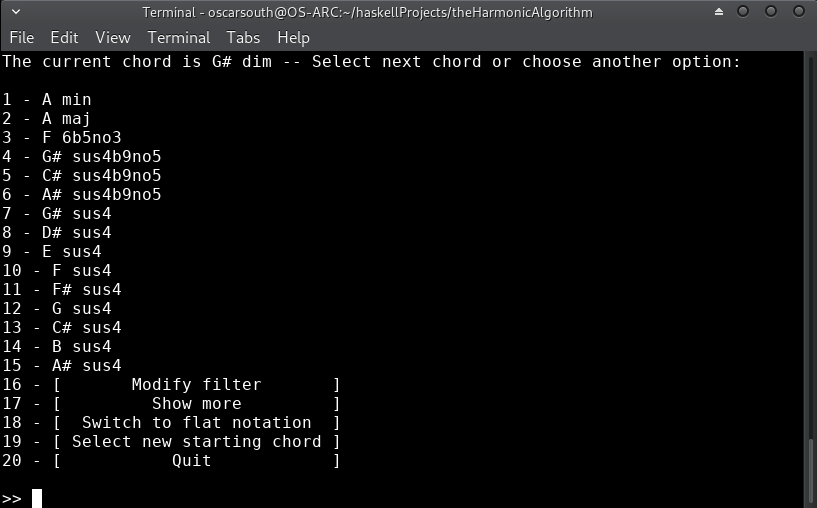 Terminal - oscarsouth@OS-ARC:~/haskellProjects/theHarmonicAlgorithm
File Edit View Terminal Tabs Help
The current chord is G# dim -- Select next chord or choose another option:
1 - A min
2 - A maj
3 - F 6b5no3
4 - G# sus4b9no5
5 - C# sus4b9no5
6 - A# sus4b9no5
7 - G# sus4
8 - D# sus4
9 - E sus4
10 - F sus4
11 - F# sus4
12 - G sus4
13 - C# sus4
14 - B sus4
15 - A# sus4
16 - [       Modify filter       ]
17 - [         Show more         ]
18 - [  Switch to flat notation  ]
19 - [ Select new starting chord ]
20 - [           Quit            ]
>>